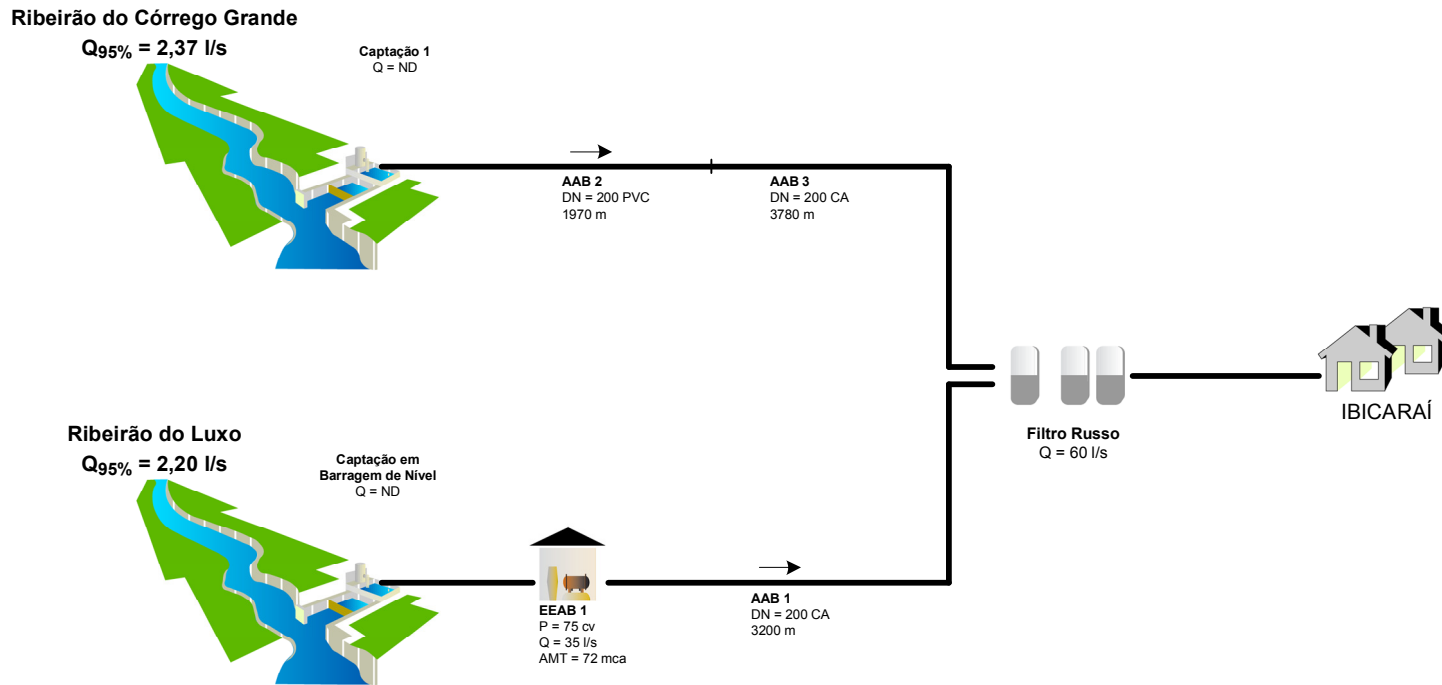 Ribeirão do Córrego Grande
Q95% = 2,37 l/s
Captação 1
Q = ND
AAB 2
DN = 200 PVC
1970 m
AAB 3
DN = 200 CA
3780 m
Filtro Russo
Q = 60 l/s
IBICARAÍ
Ribeirão do Luxo
Q95% = 2,20 l/s
Captação em
Barragem de Nível
Q = ND
EEAB 1
P = 75 cv
Q = 35 l/s
AMT = 72 mca
AAB 1
DN = 200 CA
3200 m